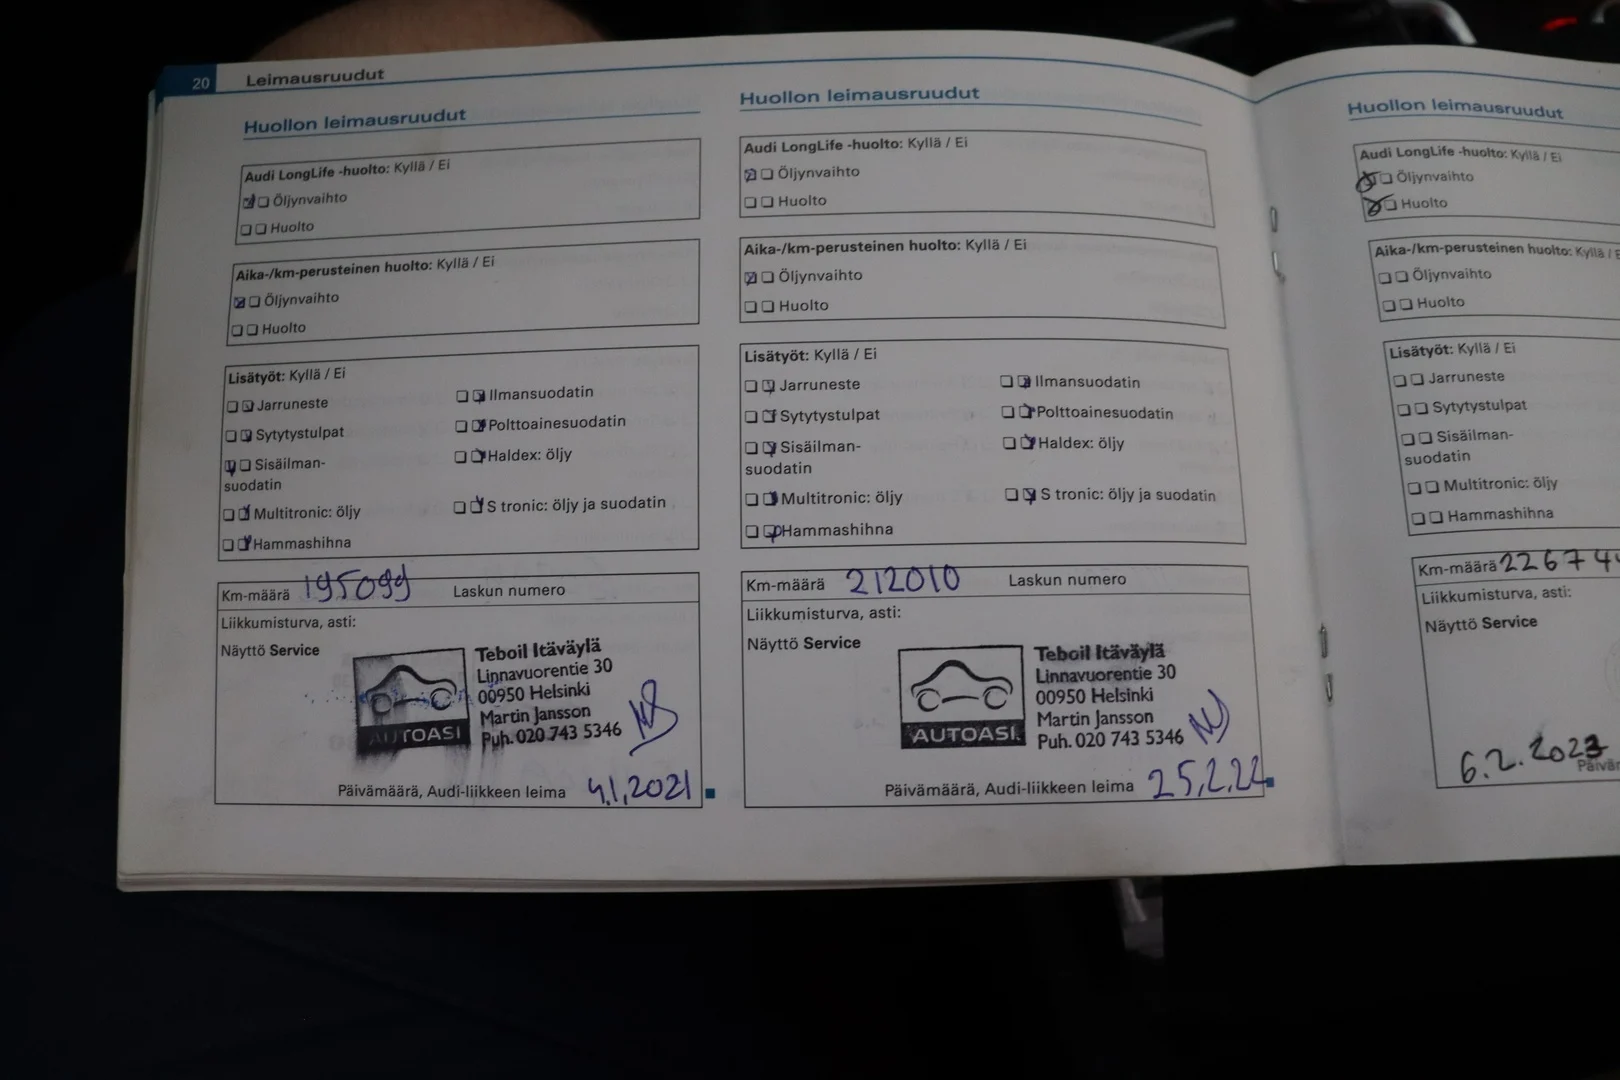 20 Leimausruudut
Huollon leimausruudut
Audi LongLife -huolto: Kyllä / Ei
Öljynvaihto
Huolto
Aika-/km-perusteinen huolto: Kyllä / Ei
Öljynvaihto
Huolto
Lisätyöt: Kyllä / Ei
Jarruneste
Ilmansuodatin
Sytytystulpat
Polttoainesuodatin
Sisäilman-
suodatin
Haldex: öljy
Multitronic: öljy
S tronic: öljy ja suodatin
Hammashihna
Km-määrä 195099 Laskun numero
Liikkumisturva, asti:
Näyttö Service
AUTOASI
Teboil Itäväylä
Linnavuorentie 30
00950 Helsinki
Martin Jansson
Puh. 020 743 5346
Päivämäärä, Audi-liikkeen leima 4.1.2021
Huollon leimausruudut
Audi LongLife -huolto: Kyllä / Ei
Öljynvaihto
Huolto
Aika-/km-perusteinen huolto: Kyllä / Ei
Öljynvaihto
Huolto
Lisätyöt: Kyllä / Ei
Jarruneste
Ilmansuodatin
Sytytystulpat
Polttoainesuodatin
Sisäilman-
suodatin
Haldex: öljy
Multitronic: öljy
S tronic: öljy ja suodatin
Hammashihna
Km-määrä 212010 Laskun numero
Liikkumisturva, asti:
Näyttö Service
AUTOASI
Teboil Itäväylä
Linnavuorentie 30
00950 Helsinki
Martin Jansson
Puh. 020 743 5346
Päivämäärä, Audi-liikkeen leima 25.2.22
Huollon leimausruudut
Audi LongLife -huolto: Kyllä / Ei
Öljynvaihto
Huolto
Aika-/km-perusteinen huolto: Kyllä /
Öljynvaihto
Huolto
Lisätyöt: Kyllä / Ei
Jarruneste
Sytytystulpat
Sisäilman-
suodatin
Multitronic: öljy
Hammashihna
Km-määrä 22674
Liikkumisturva, asti:
Näyttö Service
6.2.2023